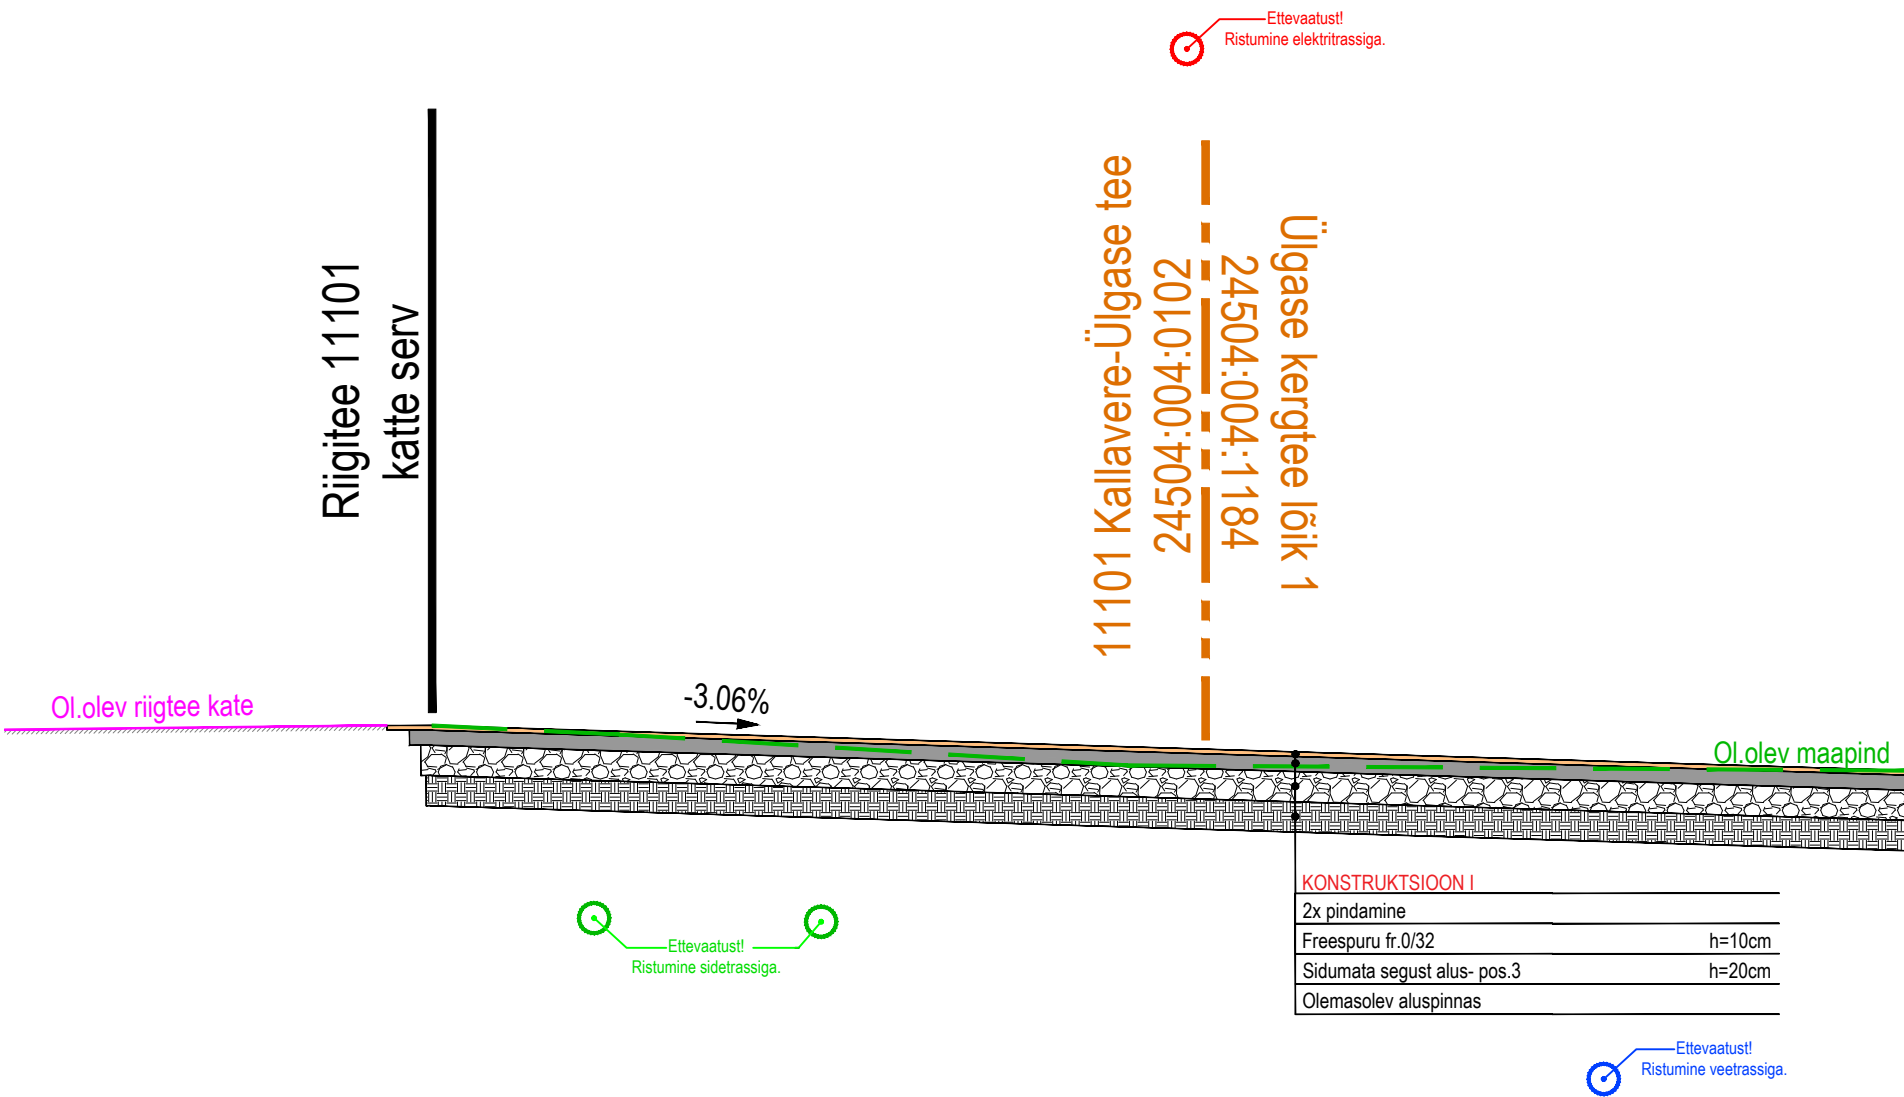 Ettevaatust!
Ristumine elektritrassiga.
Riigitee 11101
katte serv
11101 Kallavere-Ülgase tee
24504:004:0102
24504:004:1184
Ülgase kergtee lõik 1
Ol.olev riigtee kate
-3.06%
Ol.olev maapind
KONSTRUKTSIOON I
2x pindamine
Freespuru fr.0/32 h=10cm
Sidumata segust alus- pos.3 h=20cm
Olemasolev aluspinnas
Ettevaatust!
Ristumine sidetrassiga.
Ettevaatust!
Ristumine veetrassiga.